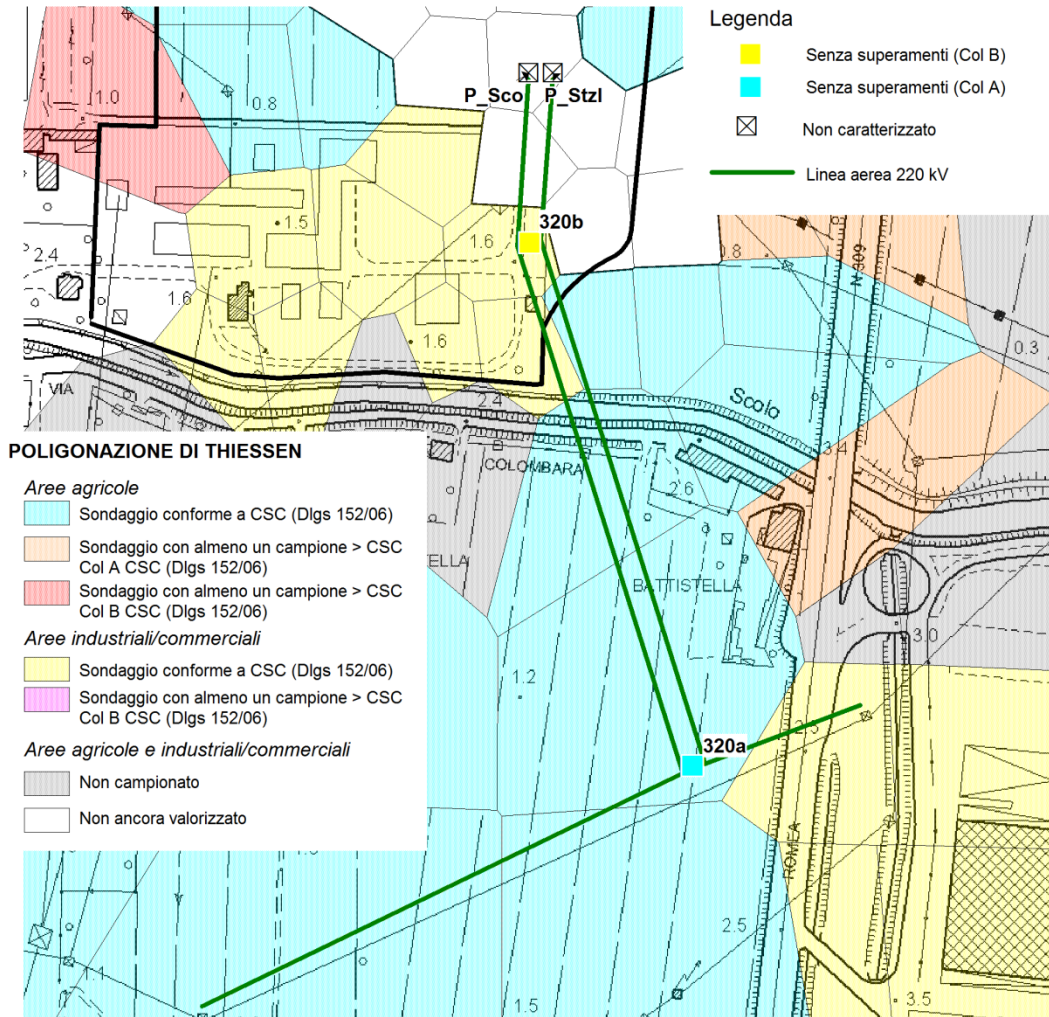 Legenda
Senza superamenti (Col B)
Senza superamenti (Col A)
Non caratterizzato
Linea aerea 220 kV
P_Sco
P_Stzl
1.0
0.8
320b
1.5
1.6
2.4
1.6
1.6
0.8
N 309
0.3
VIA
2.4
Scolo
3.4
COLOMBARA
2.6
BATTISTELLA
3.0
1.2
320a
2.5
ROMEA
2.5
1.5
3.5
1.1
POLIGONAZIONE DI THIESSEN
Aree agricole
Sondaggio conforme a CSC (Dlgs 152/06)
Sondaggio con almeno un campione > CSC
Col A CSC (Dlgs 152/06)
Sondaggio con almeno un campione > CSC
Col B CSC (Dlgs 152/06)
Aree industriali/commerciali
Sondaggio conforme a CSC (Dlgs 152/06)
Sondaggio con almeno un campione > CSC
Col B CSC (Dlgs 152/06)
Aree agricole e industriali/commerciali
Non campionato
Non ancora valorizzato